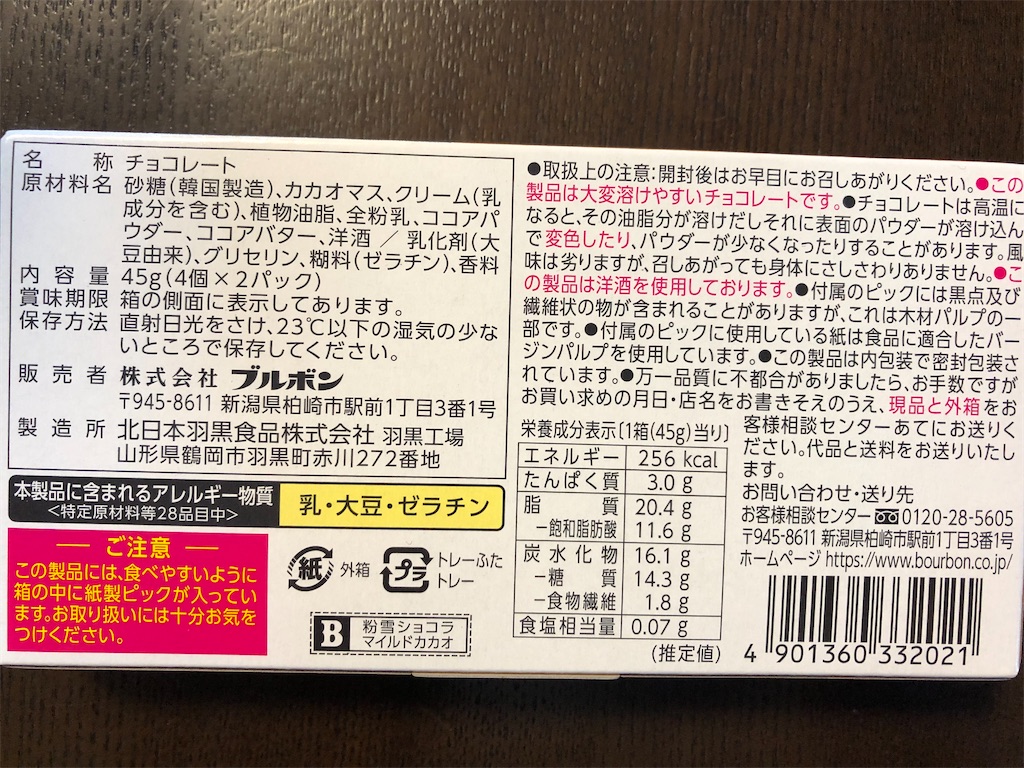 名称 チョコレート
原材料名 砂糖(韓国製造)、カカオマス、クリーム(乳
成分を含む)、植物油脂、全粉乳、ココアパ
ウダー、ココアバター、洋酒／乳化剤(大
豆由来)、グリセリン、糊料(ゼラチン)、香料
内容量 45g(4個×2パック)
賞味期限 箱の側面に表示してあります。
保存方法 直射日光をさけ、23℃以下の湿気の少な
いところで保存してください。
販売者 株式会社 ブルボン
〒945-8611 新潟県柏崎市駅前1丁目3番1号
製造所 北日本羽黒食品株式会社 羽黒工場
山形県鶴岡市羽黒町赤川272番地
本製品に含まれるアレルギー物質
<特定原材料等28品目中>
乳・大豆・ゼラチン
ご注意
この製品には、食べやすいように
箱の中に紙製ピックが入ってい
ます。お取り扱いには十分お気を
つけください。
紙 外箱
プラ トレーふた
トレー
B 粉雪ショコラ
マイルドカカオ
●取扱上の注意:開封後はお早目にお召しあがりください。●この
製品は大変溶けやすいチョコレートです。●チョコレートは高温に
なると、その油脂分が溶けだしそれに表面のパウダーが溶け込ん
で変色したり、パウダーが少なくなったりすることがあります。風
味は劣りますが、召しあがっても身体にさしさわりありません。●こ
の製品は洋酒を使用しております。●付属のピックには黒点及び
繊維状の物が含まれることがありますが、これは木材パルプの一
部です。●付属のピックに使用している紙は食品に適合したバー
ジンパルプを使用しています。●この製品は内包装で密封包装さ
れています。●万一品質に不都合がありましたら、お手数ですが
お買い求めの月日・店名をお書きそえのうえ、現品と外箱をお
客様相談センターあてにお送りく
ださい。代品と送料をお送りいたし
ます。
お問い合わせ・送り先
お客様相談センター 0120-28-5605
〒945-8611 新潟県柏崎市駅前1丁目3番1号
ホームページ https://www.bourbon.co.jp/
栄養成分表示〔1箱(45g)当り〕
エネルギー 256 kcal
たんぱく質 3.0 g
脂質 20.4 g
－飽和脂肪酸 11.6 g
炭水化物 16.1 g
－糖質 14.3 g
－食物繊維 1.8 g
食塩相当量 0.07 g
(推定値)
4 901360 332021